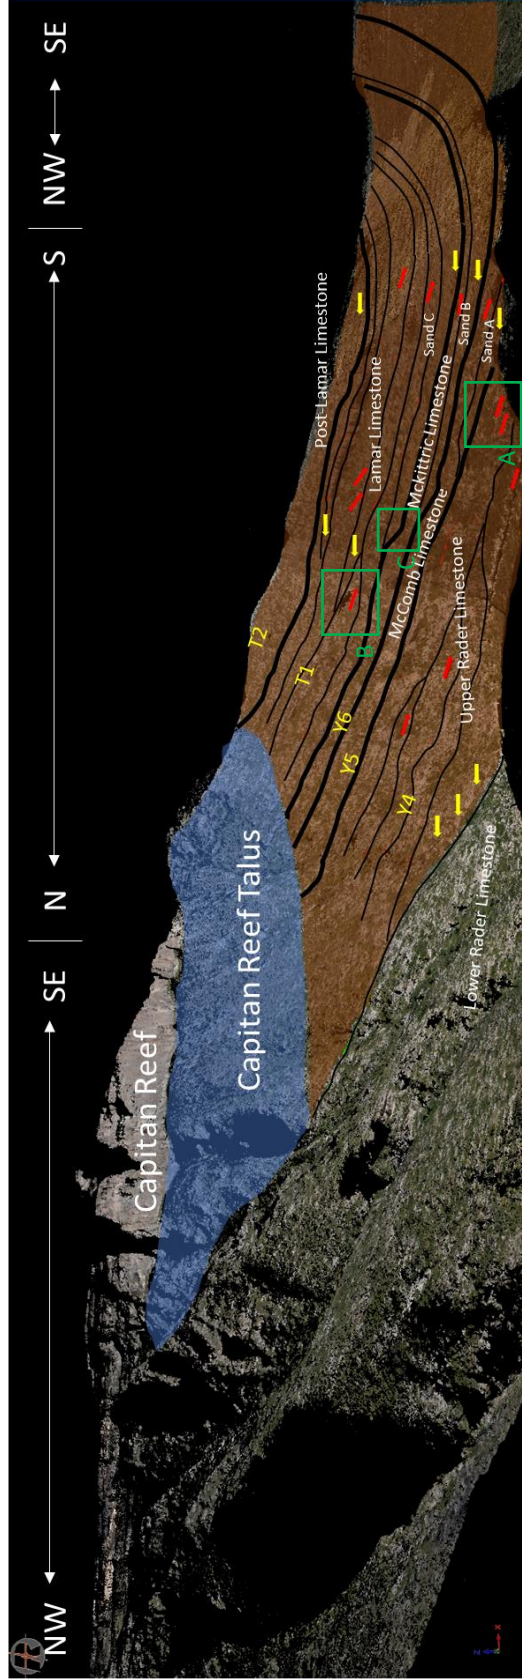 NW
SE
N
S
NW
SE
Capitan Reef
Capitan Reef Talus
Post-Lamar Limestone
Lamar Limestone
T2
T1
Sand C
Mckittric Limestone
Sand B
McComb Limestone
Sand A
Y6
Y5
Y4
B
C
A
Upper Rader Limestone
Lower Rader Limestone
z
x